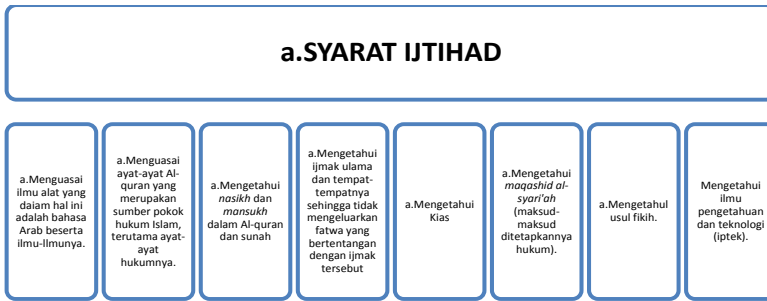 a.SYARAT IJTIHAD
a.Menguasai
ilmu alat yang
daiam hal ini
adalah bahasa
Arab beserta
ilmu-llmunya.
a.Menguasai
ayat-ayat Al-
quran yang
merupakan
sumber pokok
hukum Islam,
terutama ayat-
ayat
hukumnya.
a.Mengetahui
nasikh dan
mansukh
dalam Al-quran
dan sunah
a.Mengetahui
ijmak ulama
dan tempat-
tempatnya
sehingga tidak
mengeluarkan
fatwa yang
bertentangan
dengan ijmak
tersebut
a.Mengetahui
Kias
a.Mengetahui
maqashid al-
syari'ah
(maksud-
maksud
ditetapkannya
hukum).
a.Mengetahul
usul fikih.
Mengetahui
ilmu
pengetahuan
dan teknologi
(iptek).